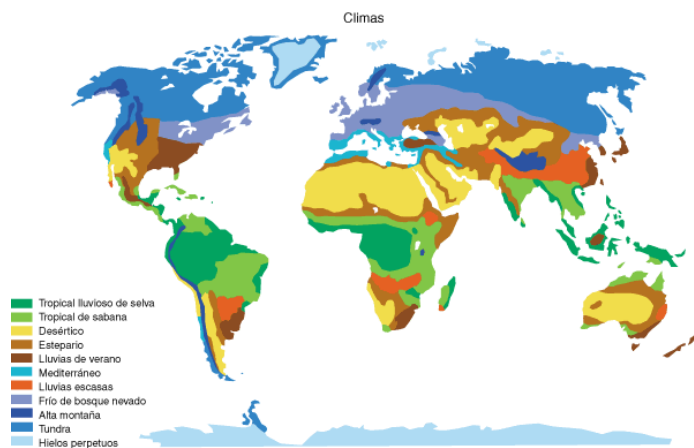 Climas
Tropical lluvioso de selva
Tropical de sabana
Desértico
Estepario
Lluvias de verano
Mediterráneo
Lluvias escasas
Frío de bosque nevado
Alta montaña
Tundra
Hielos perpetuos